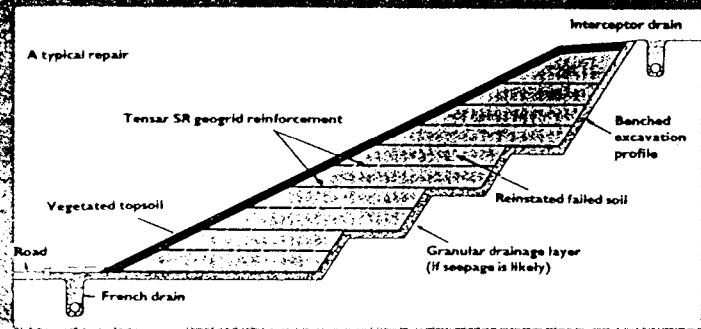 Interceptor drain
A typical repair
Tensar SR geogrid reinforcement
Benched
excavation
profile
Reinstated failed soil
Vegetated topsoil
Granular drainage layer
(if seepage is likely)
Road
French drain